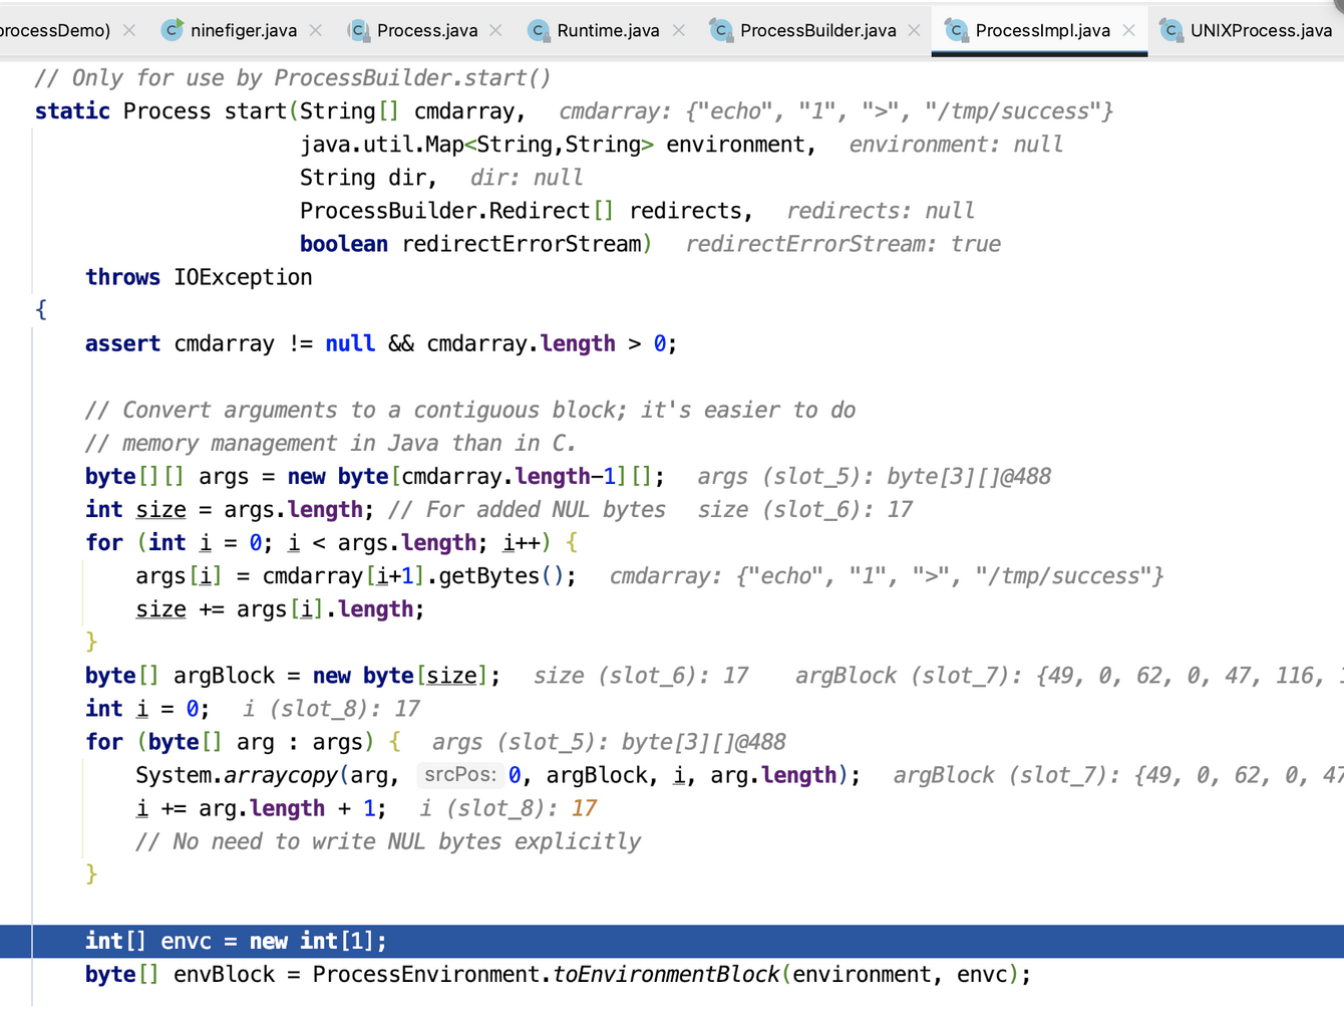 processDemo) ninefiger.java Process.java Runtime.java ProcessBuilder.java ProcessImpl.java UNIXProcess.java
// Only for use by ProcessBuilder.start()
static Process start(String[] cmdarray, cmdarray: {"echo", "1", ">", "/tmp/success"}
java.util.Map<String,String> environment, environment: null
String dir, dir: null
ProcessBuilder.Redirect[] redirects, redirects: null
boolean redirectErrorStream) redirectErrorStream: true
throws IOException
{
assert cmdarray != null && cmdarray.length > 0;
// Convert arguments to a contiguous block; it's easier to do
// memory management in Java than in C.
byte[][] args = new byte[cmdarray.length-1][]; args (slot_5): byte[3][]@488
int size = args.length; // For added NUL bytes size (slot_6): 17
for (int i = 0; i < args.length; i++) {
args[i] = cmdarray[i+1].getBytes(); cmdarray: {"echo", "1", ">", "/tmp/success"}
size += args[i].length;
}
byte[] argBlock = new byte[size]; size (slot_6): 17 argBlock (slot_7): {49, 0, 62, 0, 47, 116,
int i = 0; i (slot_8): 17
for (byte[] arg : args) { args (slot_5): byte[3][]@488
System.arraycopy(arg, srcPos: 0, argBlock, i, arg.length); argBlock (slot_7): {49, 0, 62, 0, 47
i += arg.length + 1; i (slot_8): 17
// No need to write NUL bytes explicitly
}
int[] envc = new int[1];
byte[] envBlock = ProcessEnvironment.toEnvironmentBlock(environment, envc);